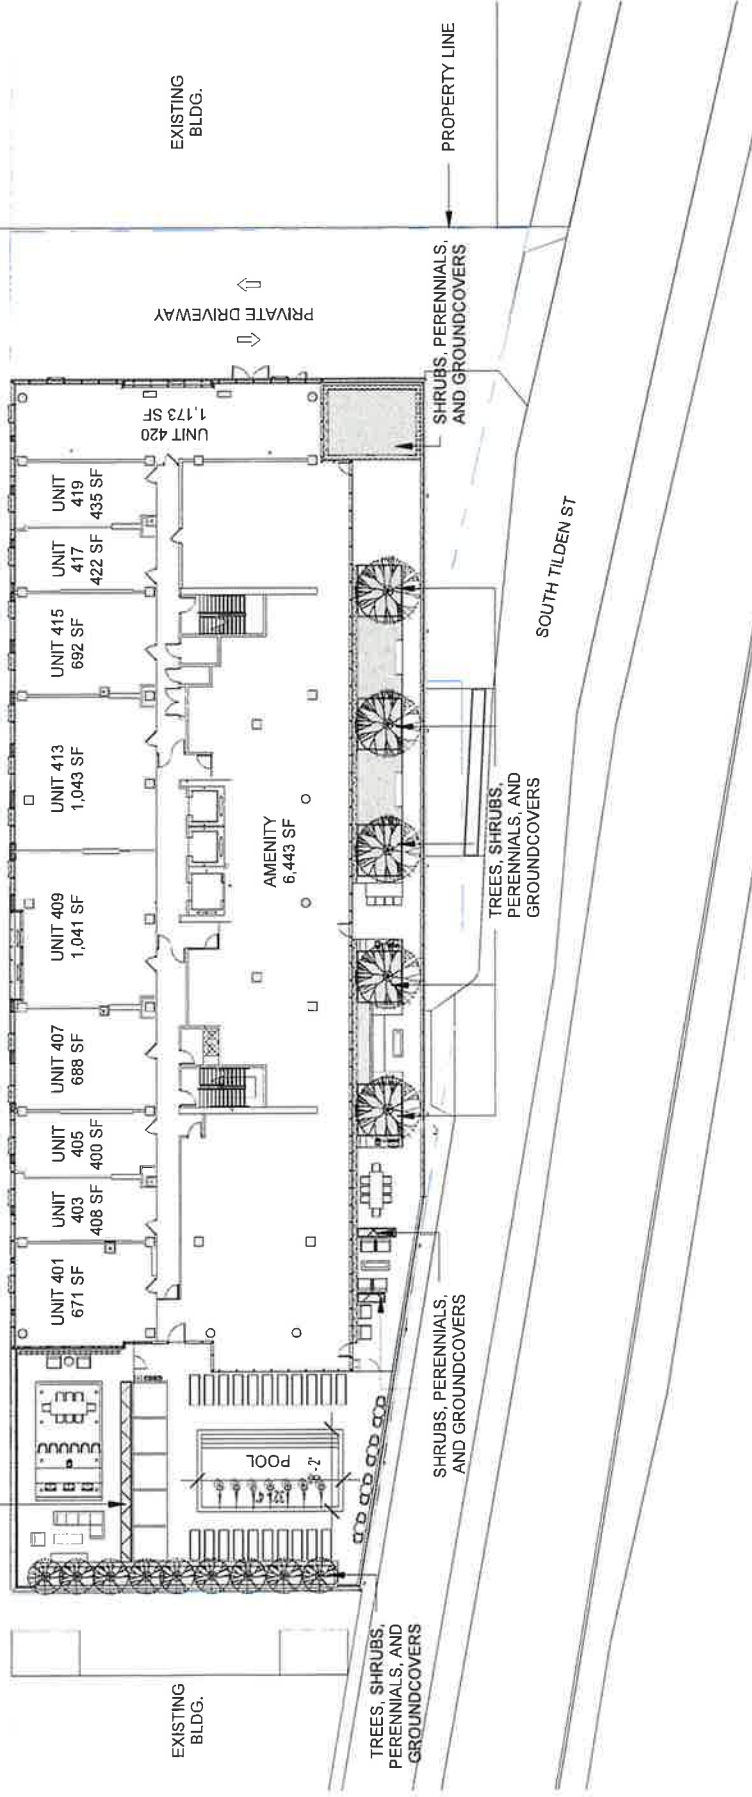 EXISTING
BLDG.
PROPERTY LINE
PRIVATE DRIVEWAY
SHRUBS, PERENNIALS,
AND GROUNDCOVERS
UNIT 420
1,173 SF
UNIT
419
435 SF
UNIT
417
422 SF
UNIT 415
692 SF
UNIT 413
1,043 SF
UNIT 409
1,041 SF
UNIT 407
688 SF
UNIT
405
400 SF
UNIT
403
408 SF
UNIT 401
671 SF
AMENITY
6,443 SF
SOUTH TILDEN ST
TREES, SHRUBS,
PERENNIALS, AND
GROUNDCOVERS
SHRUBS, PERENNIALS,
AND GROUNDCOVERS
POOL
TREES, SHRUBS,
PERENNIALS, AND
GROUNDCOVERS
EXISTING
BLDG.